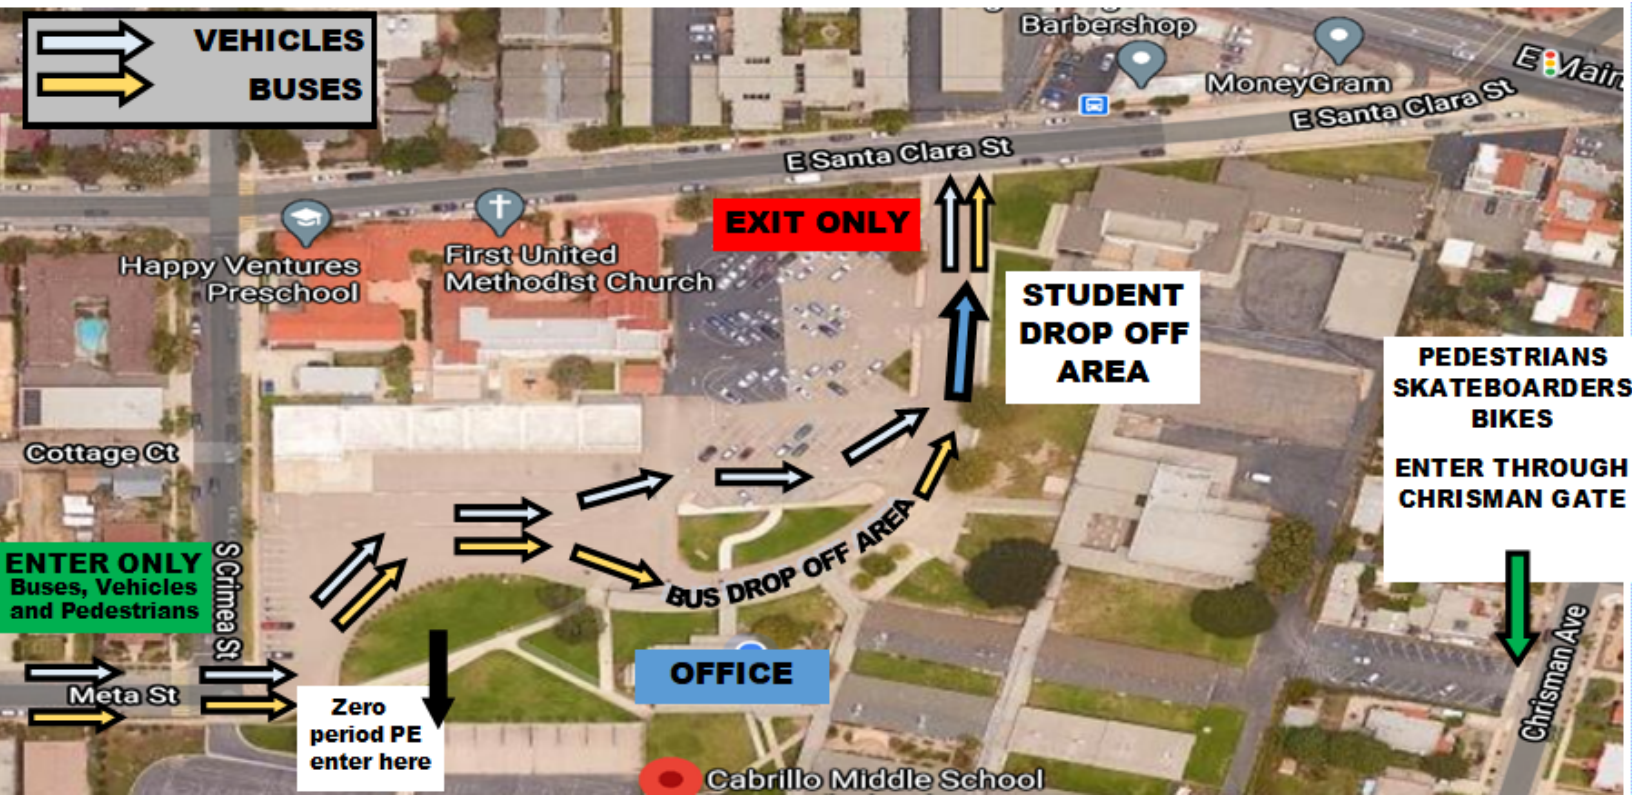 VEHICLES
BUSES
Barbershop
MoneyGram
E Main
E Santa Clara St
E Santa Clara St
EXIT ONLY
Happy Ventures
Preschool
First United
Methodist Church
STUDENT
DROP OFF
AREA
PEDESTRIANS
SKATEBOARDERS
BIKES
ENTER THROUGH
CHRISMAN GATE
Cottage Ct
ENTER ONLY
Buses, Vehicles
and Pedestrians
S Crimea St
BUS DROP OFF AREA
Meta St
Zero
period PE
enter here
OFFICE
Chrisman Ave
Cabrillo Middle School